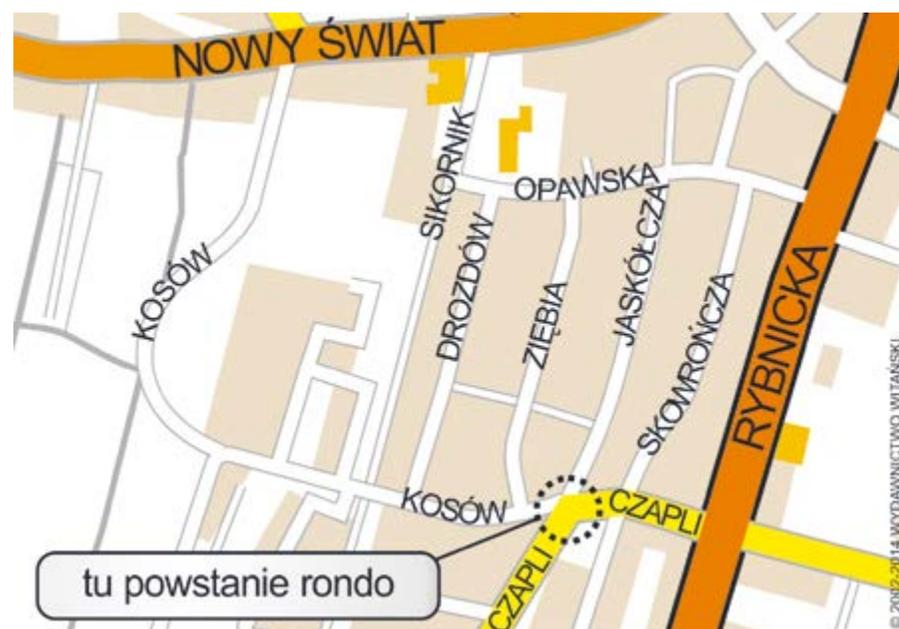 NOWY ŚWIAT
SIKORNIK
OPAWSKA
KOSÓW
DROZDÓW
ZIĘBIA
JASKÓŁCZA
SKOWROŃCZA
RYBNICKA
KOSÓW
CZAPLI
CZAPLI
tu powstanie rondo
© 2002-2014 WYDAWNICTWO WITAŃSKI